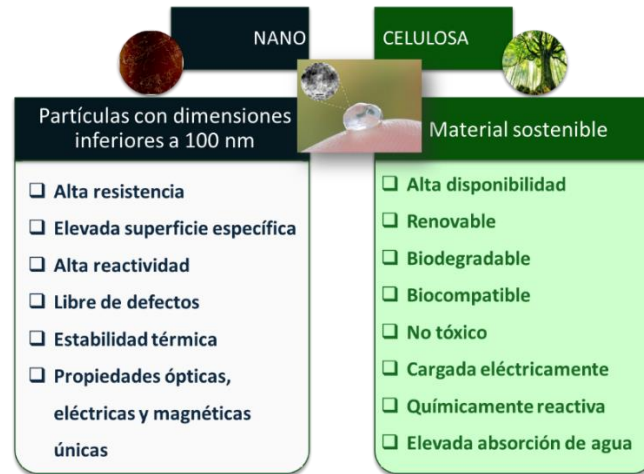 NANO
Partículas con dimensiones
inferiores a 100 nm
❑ Alta resistencia
❑ Elevada superficie específica
❑ Alta reactividad
❑ Libre de defectos
❑ Estabilidad térmica
❑ Propiedades ópticas,
eléctricas y magnéticas
únicas
CELULOSA
Material sostenible
❑ Alta disponibilidad
❑ Renovable
❑ Biodegradable
❑ Biocompatible
❑ No tóxico
❑ Cargada eléctricamente
❑ Químicamente reactiva
❑ Elevada absorción de agua